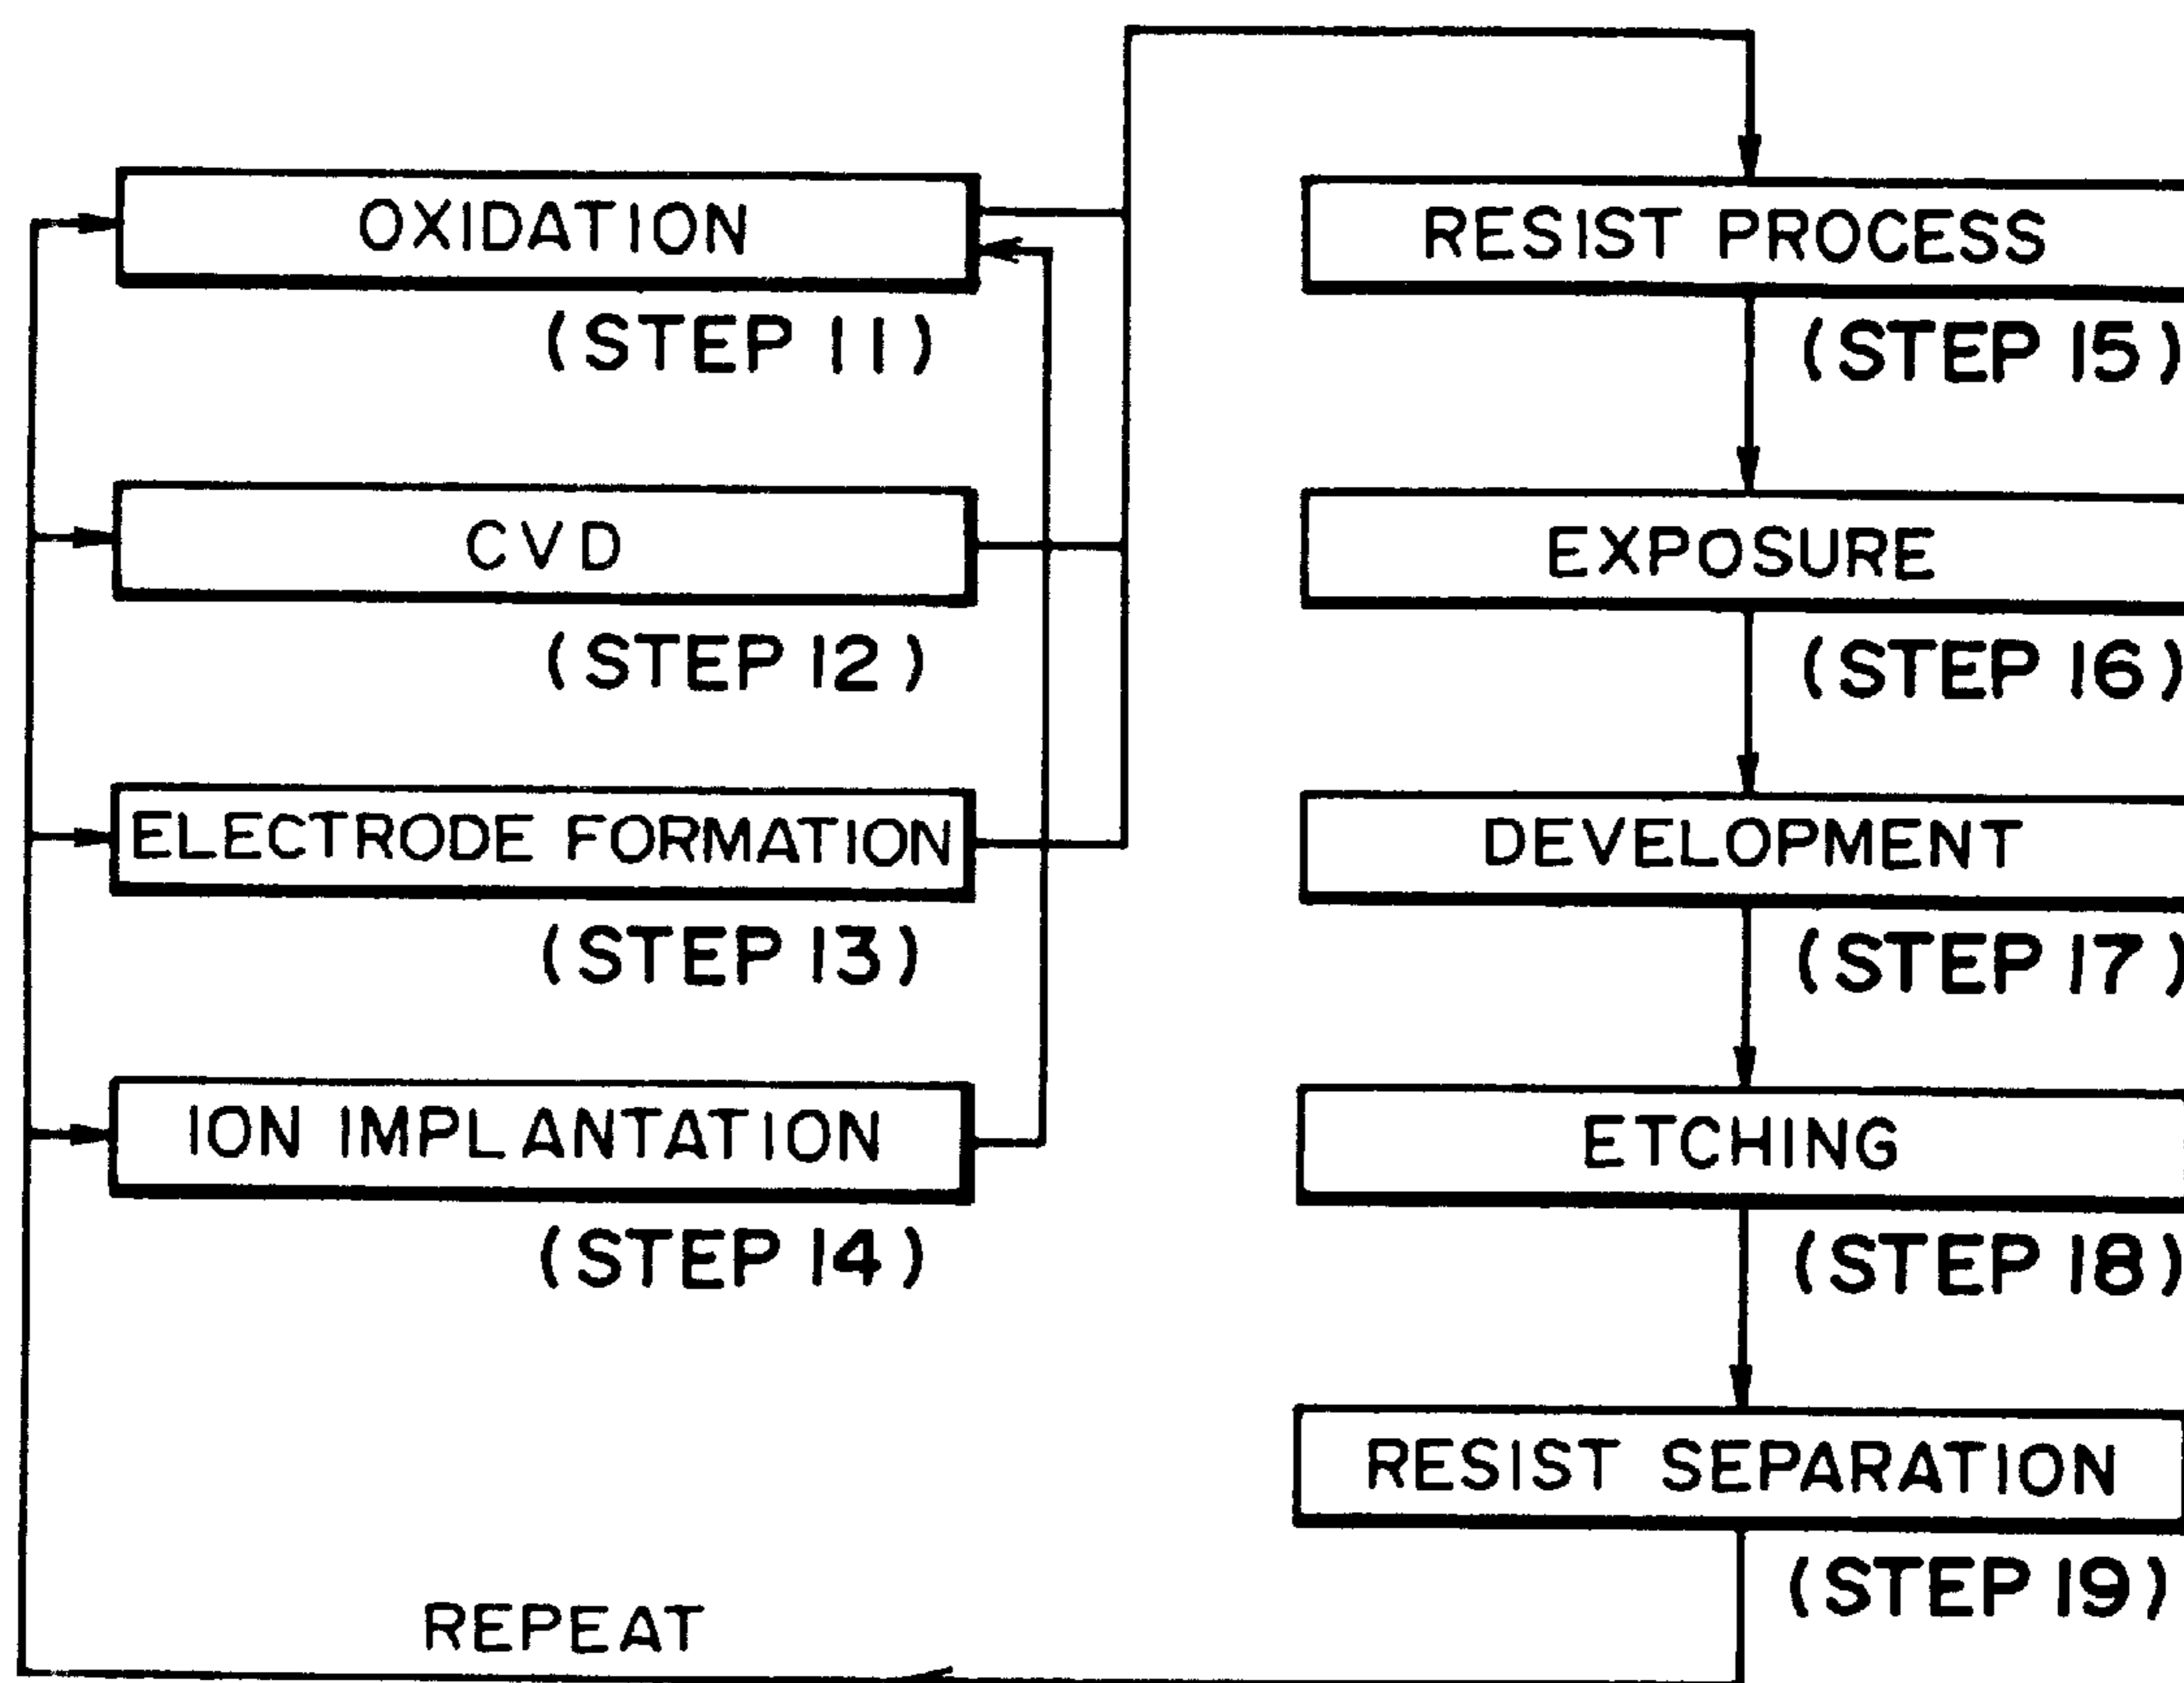 OXIDATION
(STEP 11)
CVD
(STEP 12)
ELECTRODE FORMATION
(STEP 13)
ION IMPLANTATION
(STEP 14)
RESIST PROCESS
(STEP 15)
EXPOSURE
(STEP 16)
DEVELOPMENT
(STEP 17)
ETCHING
(STEP 18)
RESIST SEPARATION
(STEP 19)
REPEAT